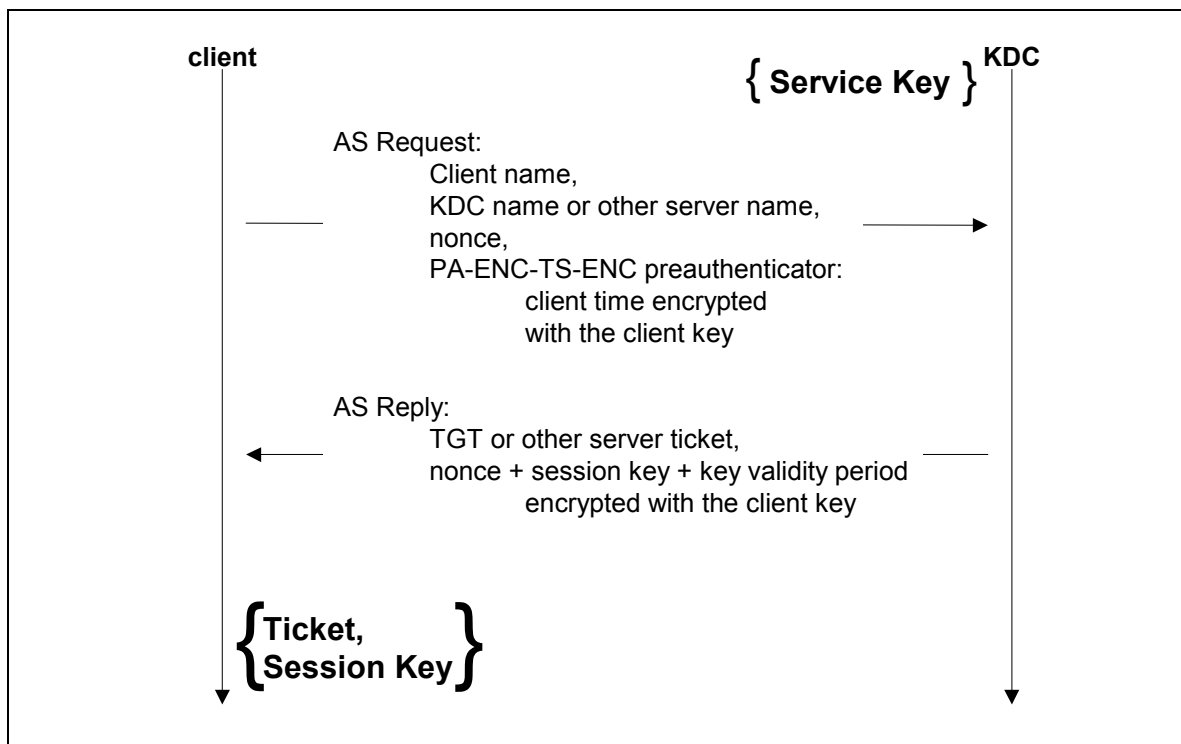 client
KDC
{ Service Key }
AS Request:
Client name,
KDC name or other server name,
nonce,
PA-ENC-TS-ENC preauthenticator:
client time encrypted
with the client key
AS Reply:
TGT or other server ticket,
nonce + session key + key validity period
encrypted with the client key
{Ticket,
Session Key}